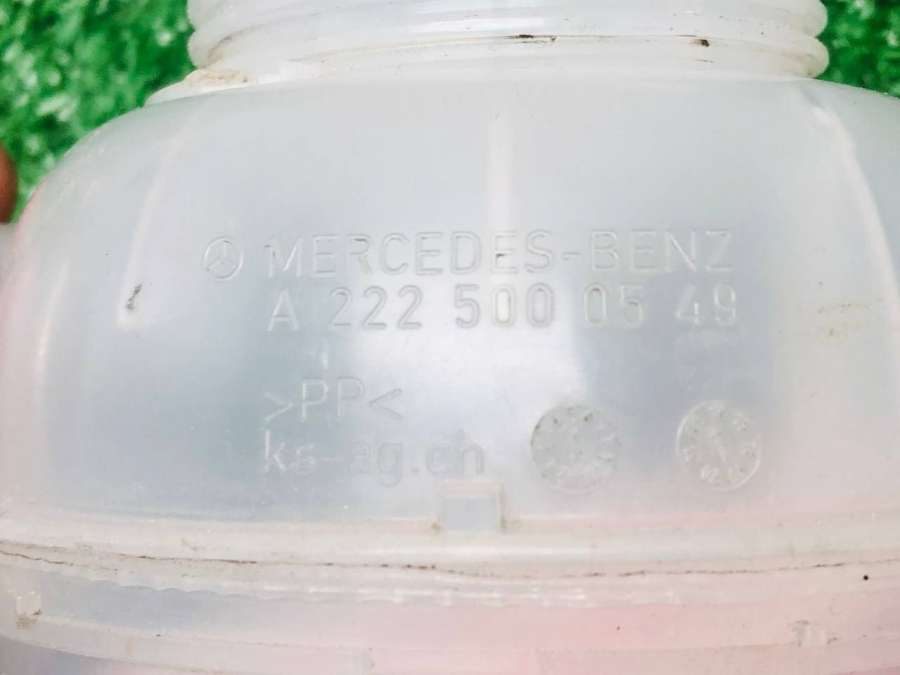 MERCEDES-BENZ
A 222 500 05 49
>PP<
ks-ag.ch